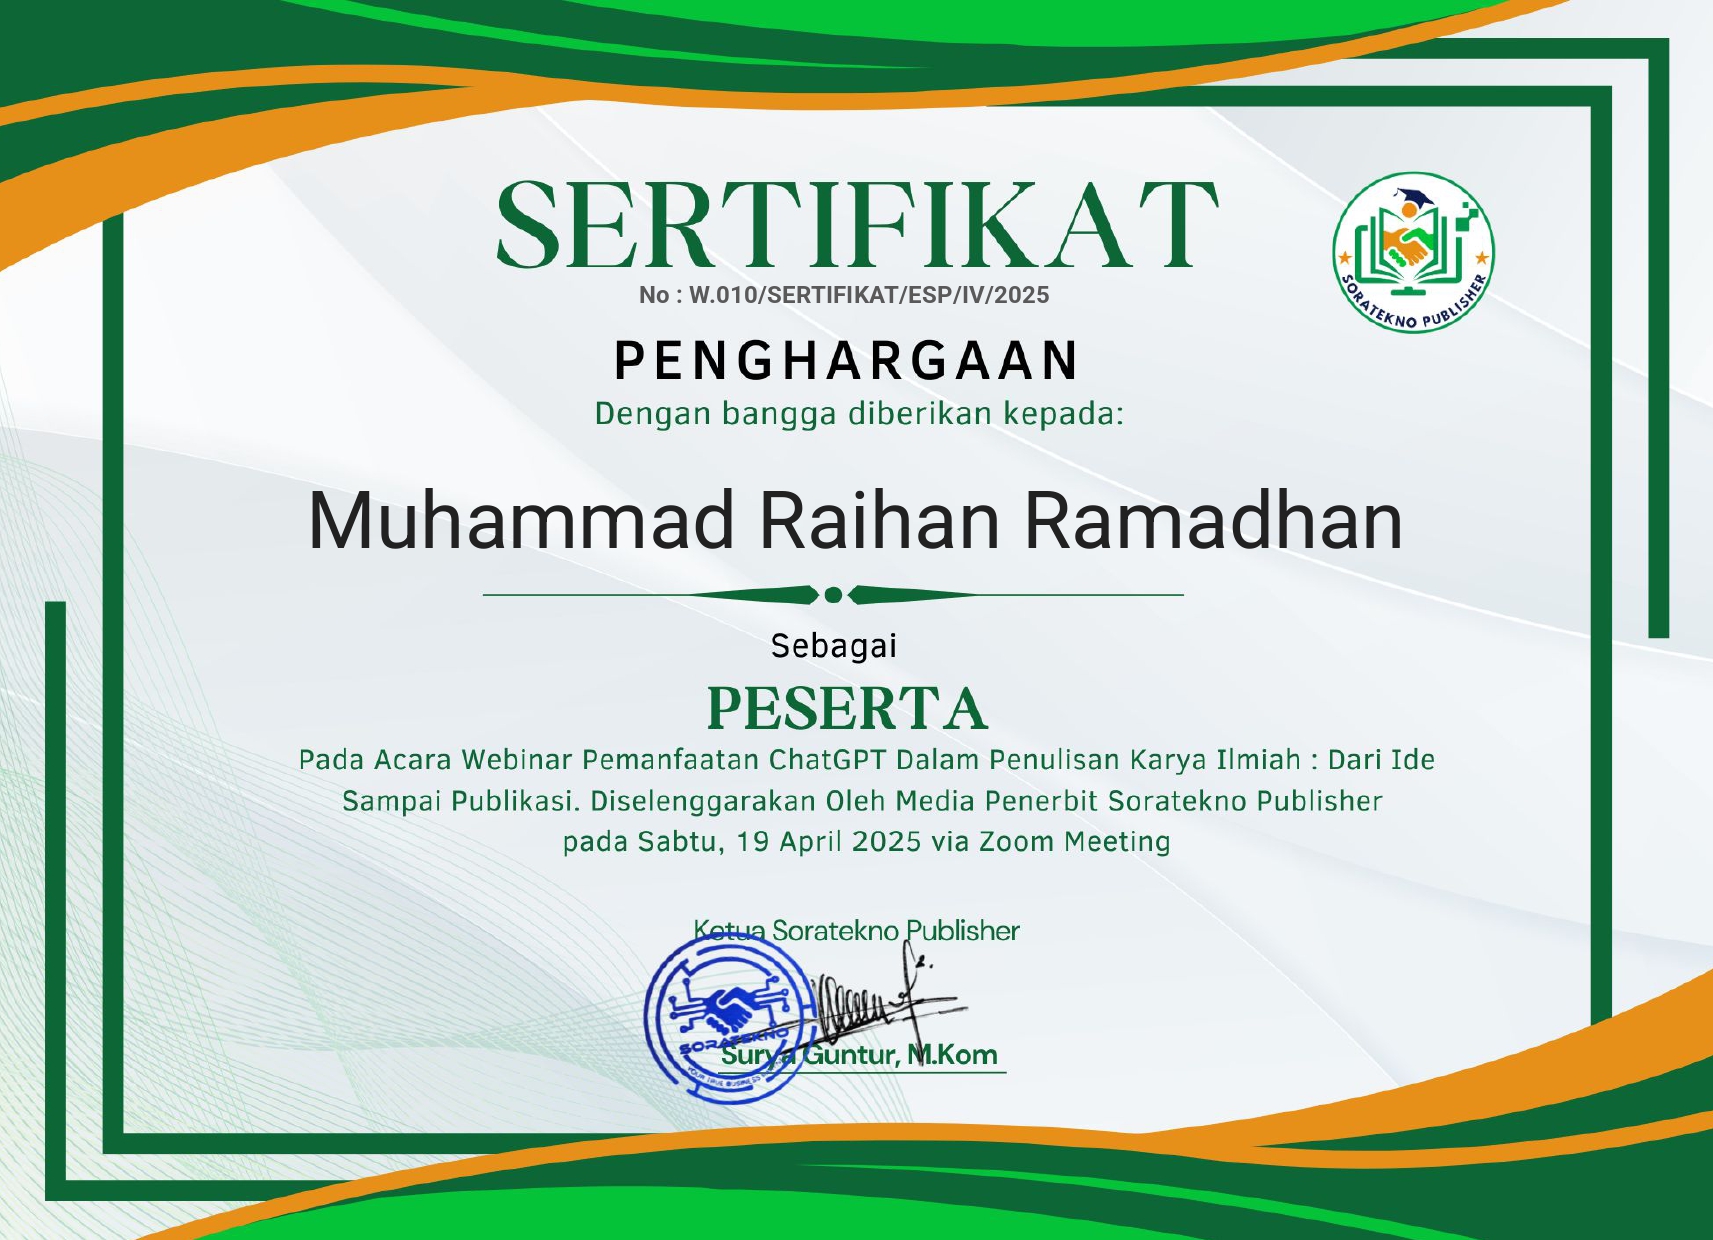 SERTIFIKAT
No : W.010/SERTIFIKAT/ESP/IV/2025
SORATEKNO PUBLISHER
PENGHARGAAN
Dengan bangga diberikan kepada:
Muhammad Raihan Ramadhan
Sebagai
PESERTA
Pada Acara Webinar Pemanfaatan ChatGPT Dalam Penulisan Karya Ilmiah : Dari Ide
Sampai Publikasi. Diselenggarakan Oleh Media Penerbit Soratekno Publisher
pada Sabtu, 19 April 2025 via Zoom Meeting
Ketua Soratekno Publisher
SORATEKNO
Surya Guntur, M.Kom